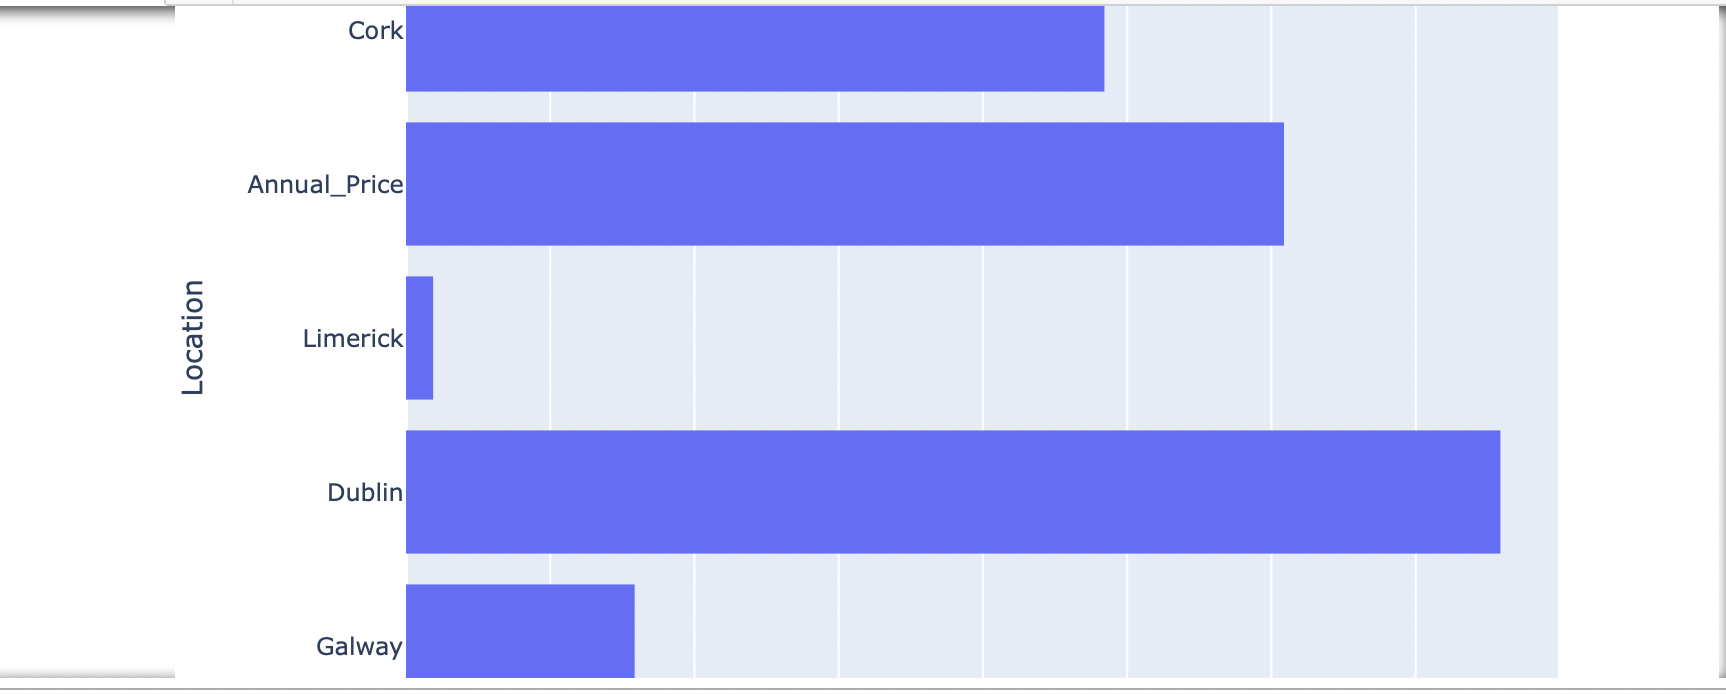 Cork
Annual_Price
Limerick
Location
Dublin
Galway